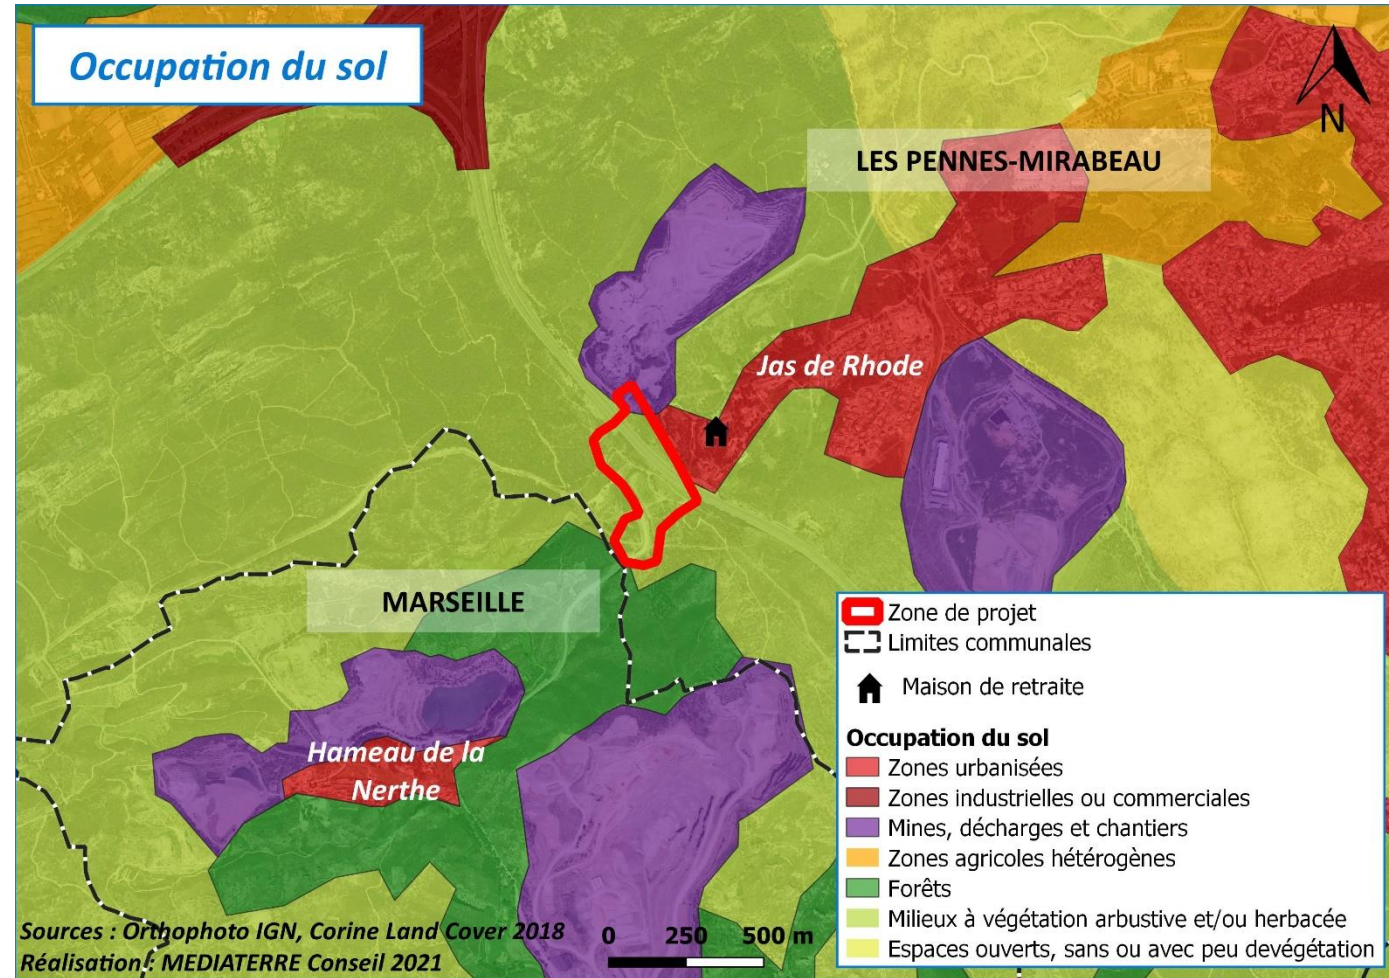 Occupation du sol
N
LES PENNES-MIRABEAU
Jas de Rhode
MARSEILLE
Hameau de la
Nerthe
Zone de projet
Limites communales
Maison de retraite
Occupation du sol
Zones urbanisées
Zones industrielles ou commerciales
Mines, décharges et chantiers
Zones agricoles hétérogènes
Forêts
Milieux à végétation arbustive et/ou herbacée
Espaces ouverts, sans ou avec peu devégétation
Sources : Orthophoto IGN, Corine Land Cover 2018
Réalisation : MEDIATERRE Conseil 2021
0 250 500 m